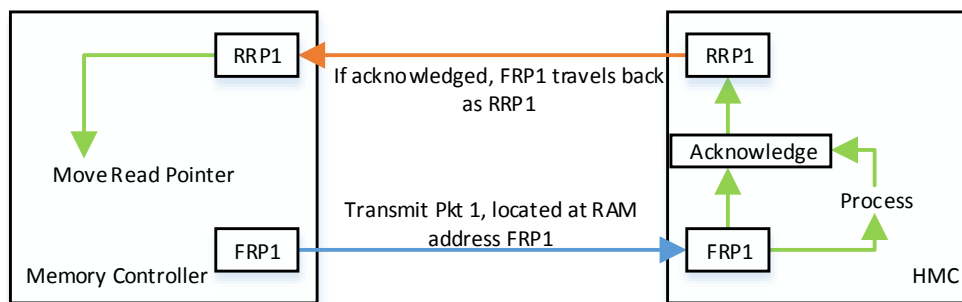 RRP1
If acknowledged, FRP1 travels back
as RRP1
RRP1
Acknowledge
Move Read Pointer
Process
Transmit Pkt 1, located at RAM
address FRP1
FRP1
FRP1
Memory Controller
HMC